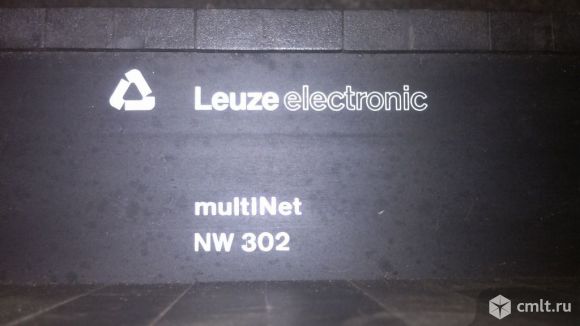 Leuze electronic
multINet
NW 302
cmlt.ru